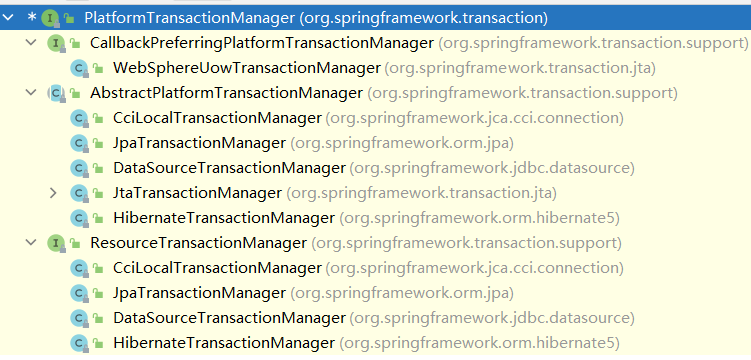 * PlatformTransactionManager (org.springframework.transaction)
CallbackPreferringPlatformTransactionManager (org.springframework.transaction.support)
WebSphereUowTransactionManager (org.springframework.transaction.jta)
AbstractPlatformTransactionManager (org.springframework.transaction.support)
CciLocalTransactionManager (org.springframework.jca.cci.connection)
JpaTransactionManager (org.springframework.orm.jpa)
DataSourceTransactionManager (org.springframework.jdbc.datasource)
JtaTransactionManager (org.springframework.transaction.jta)
HibernateTransactionManager (org.springframework.orm.hibernate5)
ResourceTransactionManager (org.springframework.transaction.support)
CciLocalTransactionManager (org.springframework.jca.cci.connection)
JpaTransactionManager (org.springframework.orm.jpa)
DataSourceTransactionManager (org.springframework.jdbc.datasource)
HibernateTransactionManager (org.springframework.orm.hibernate5)